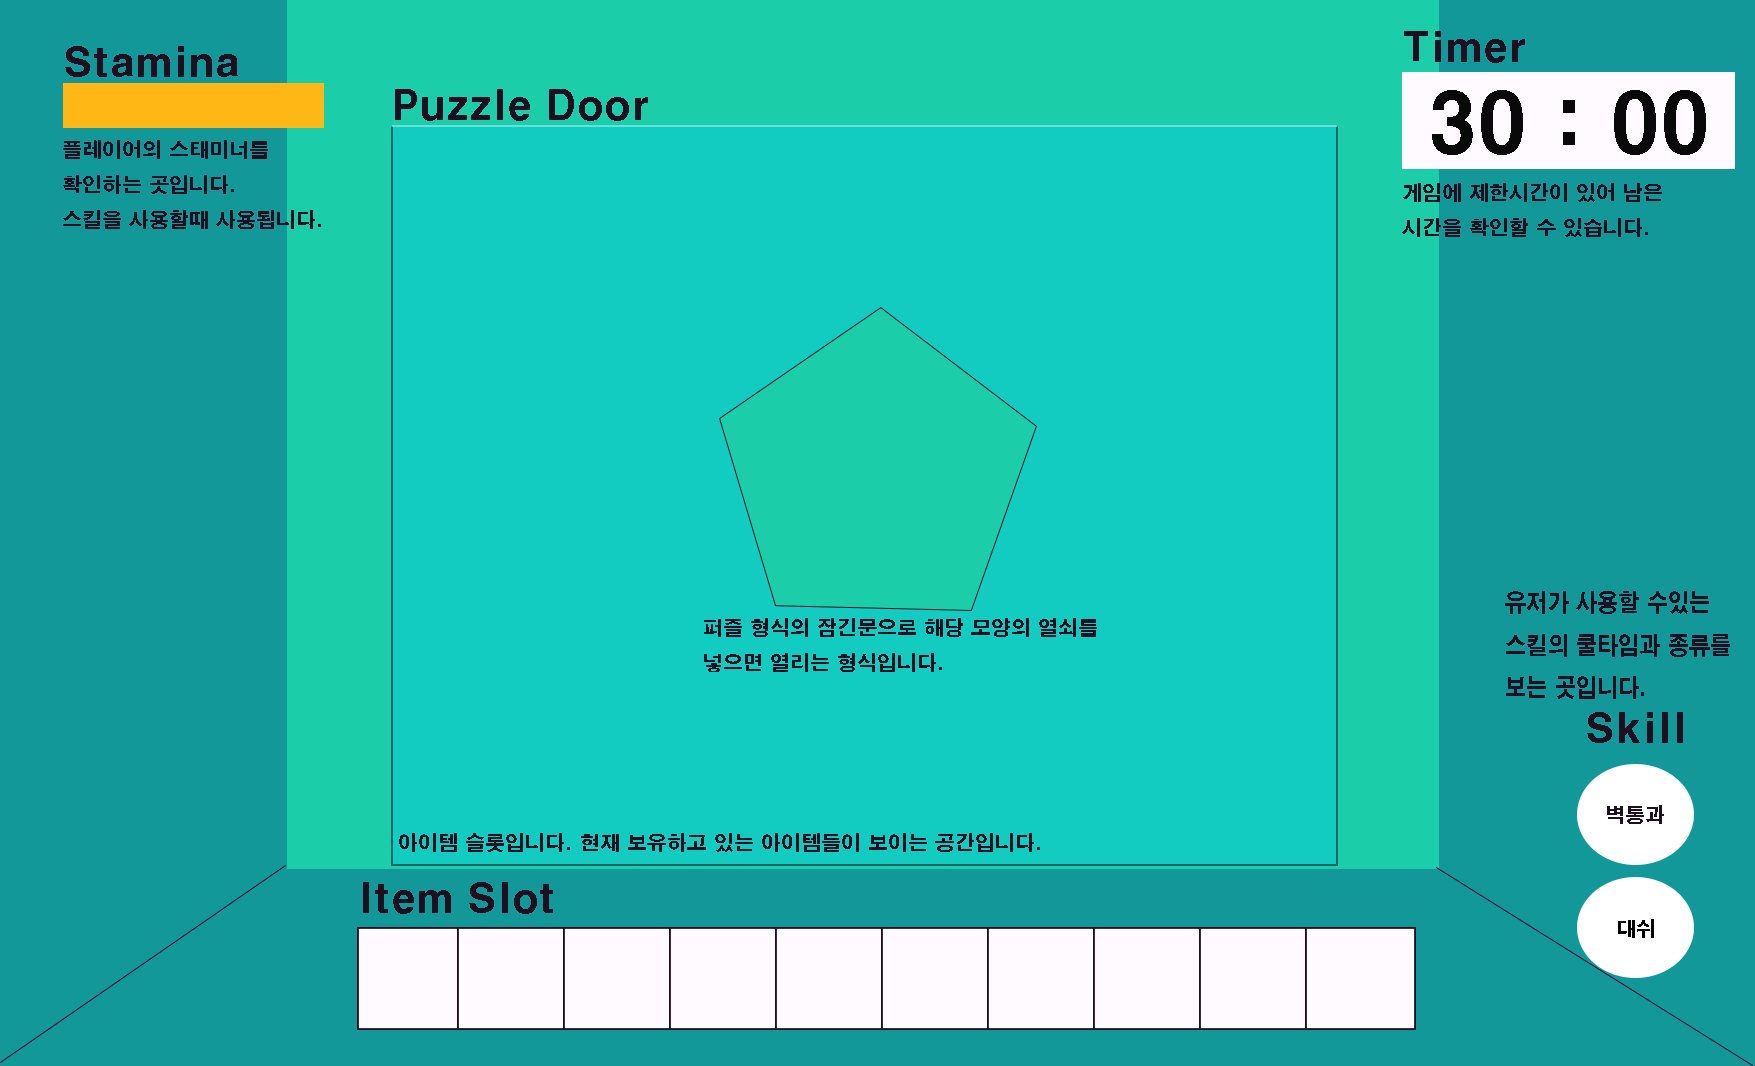 Stamina
플레이어의 스태미너를
확인하는 곳입니다.
스킬을 사용할때 사용됩니다.
Puzzle Door
Timer
30 : 00
게임에 제한시간이 있어 남은
시간을 확인할 수 있습니다.
퍼즐 형식의 잠긴문으로 해당 모양의 열쇠를
넣으면 열리는 형식입니다.
유저가 사용할 수있는
스킬의 쿨타임과 종류를
보는 곳입니다.
Skill
벽통과
대쉬
아이템 슬롯입니다. 현재 보유하고 있는 아이템들이 보이는 공간입니다.
Item Slot